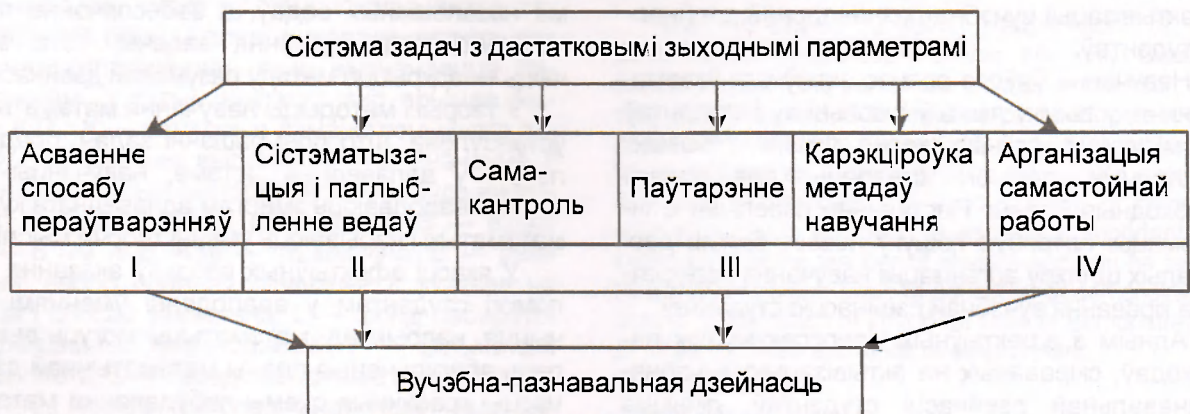 Сістэма задач з дастатковымі зыходнымі параметрамі
Асваенне
спосабу
пераўтварэнняў
I
Сістэматыза-
цыя і паглыб-
ленне ведаў
II
Сама-
кантроль
Паўтарэнне
III
Карэкціроўка
метадаў
навучання
Арганізацыя
самастойнай
работы
IV
Вучэбна-пазнавальная дзейнасць